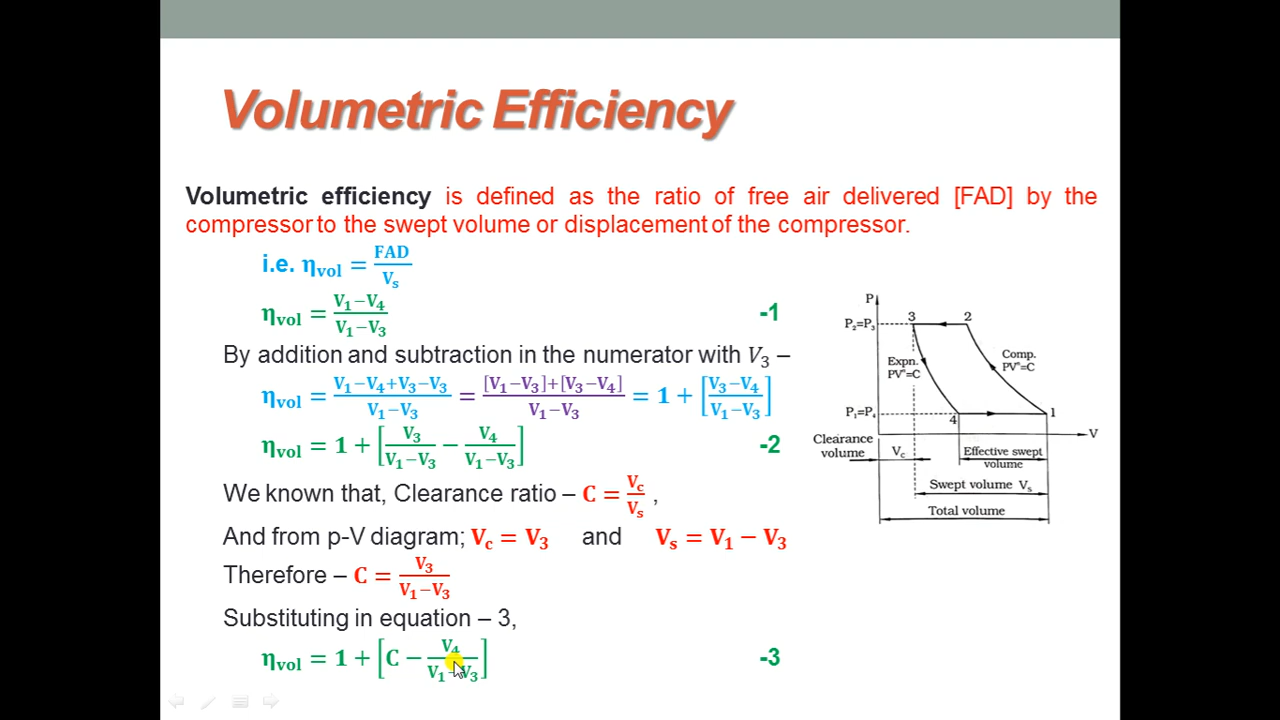 Volumetric Efficiency
Volumetric efficiency is defined as the ratio of free air delivered [FAD] by the
compressor to the swept volume or displacement of the compressor.
i.e. η_vol = FAD/V_s
η_vol = (V₁−V₄)/(V₁−V₃) -1
By addition and subtraction in the numerator with V₃ –
η_vol = (V₁−V₄+V₃−V₃)/(V₁−V₃) = ([V₁−V₃]+[V₃−V₄])/(V₁−V₃) = 1 + [(V₃−V₄)/(V₁−V₃)]
η_vol = 1 + [V₃/(V₁−V₃) − V₄/(V₁−V₃)] -2
We known that, Clearance ratio – C = V_c/V_s ,
And from p-V diagram; V_c = V₃ and V_s = V₁ − V₃
Therefore – C = V₃/(V₁−V₃)
Substituting in equation – 3,
η_vol = 1 + [C − V₄/(V₁−V₃)] -3
P
3 2
P₂=P₃
Expn.
PVⁿ=C
Comp.
PVⁿ=C
P₁=P₄
4 1
V
Clearance
volume
V_c
Effective swept
volume
Swept volume V_s
Total volume